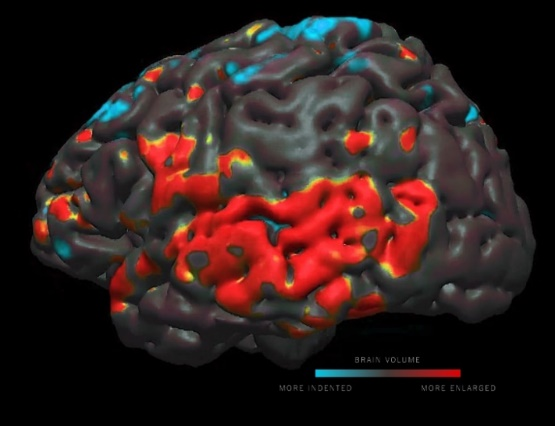 BRAIN VOLUME
MORE INDENTED MORE ENLARGED